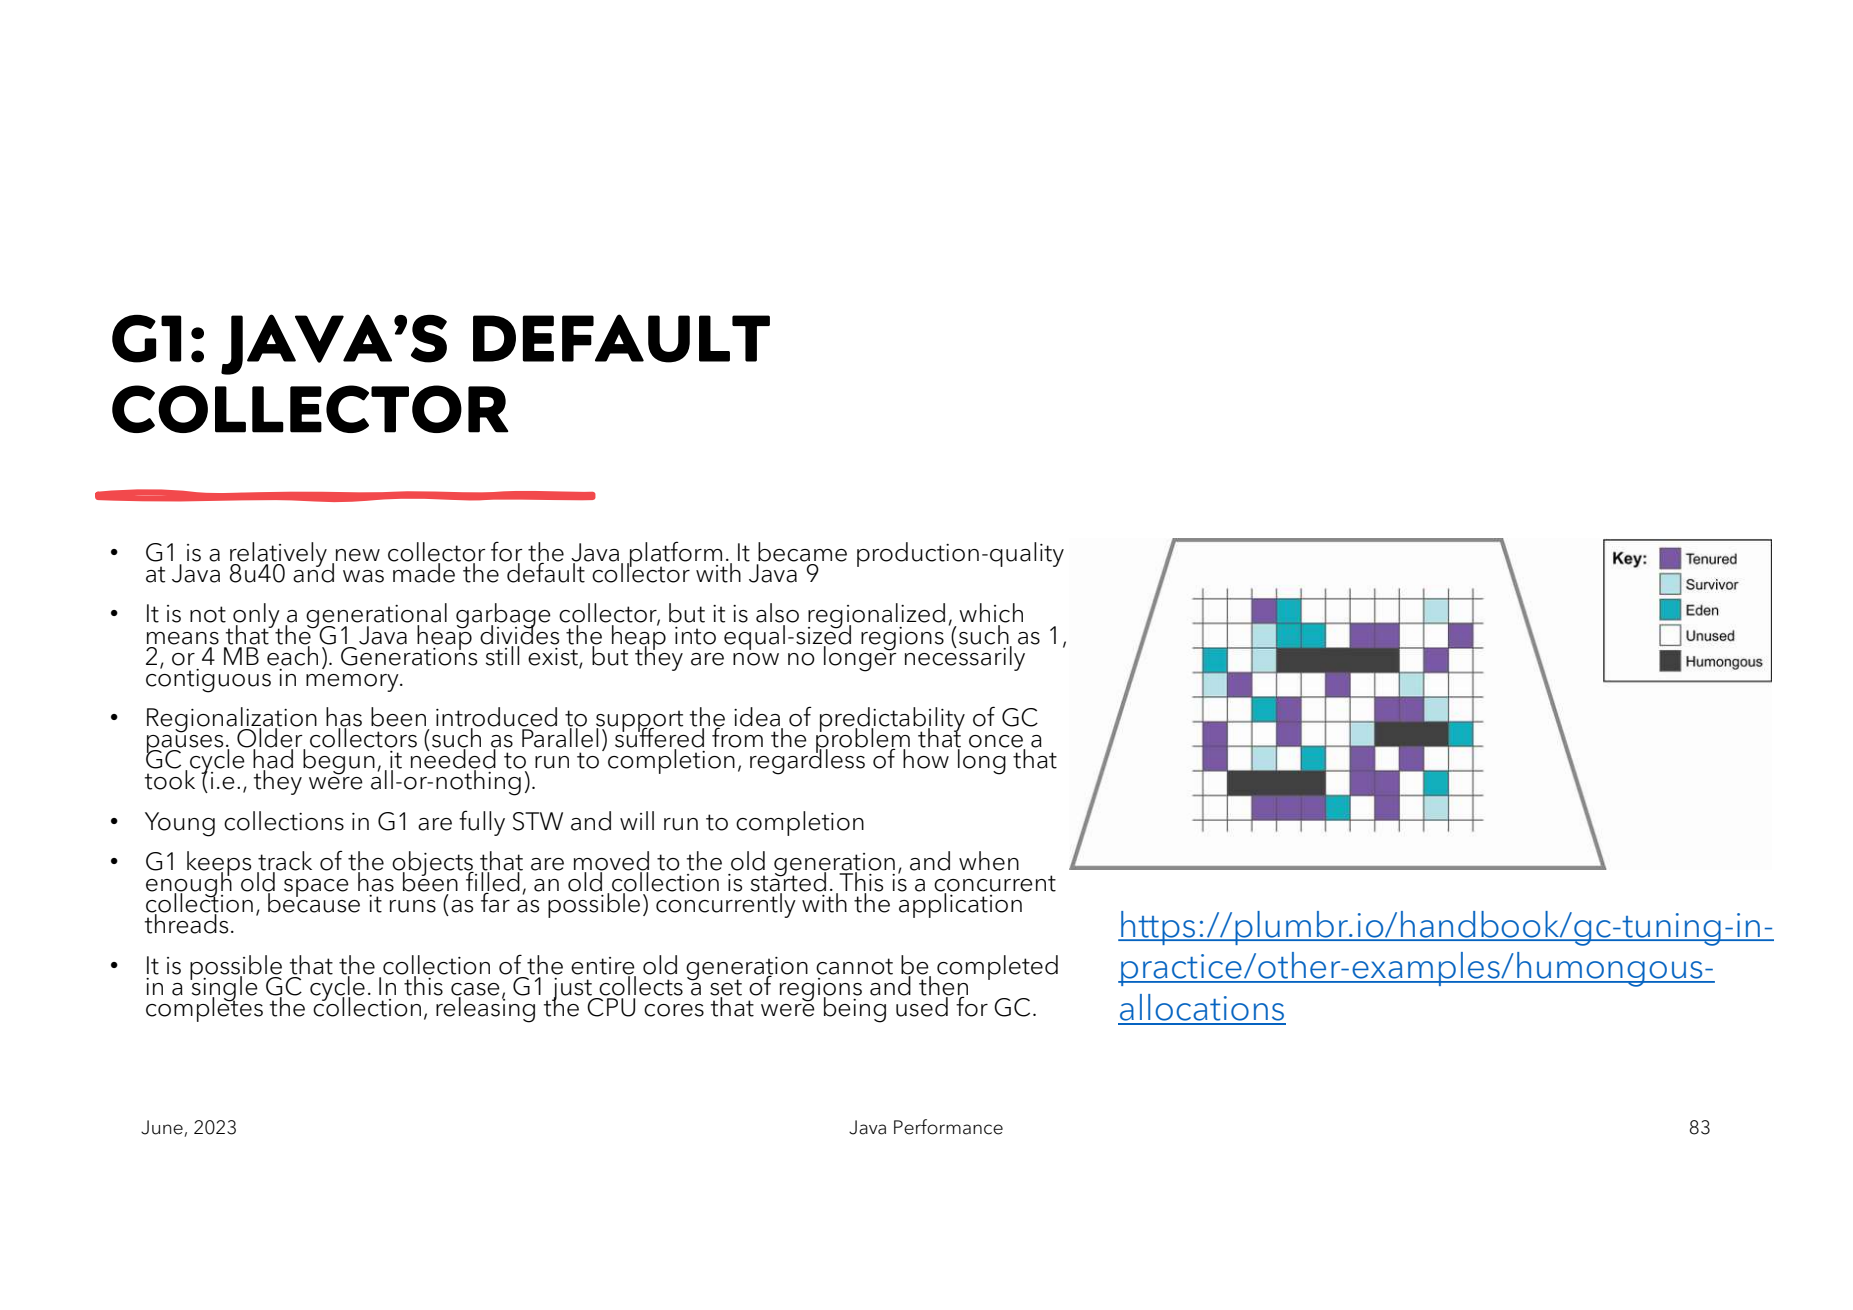 G1: JAVA’S DEFAULT
COLLECTOR
• G1 is a relatively new collector for the Java platform. It became production-quality
at Java 8u40 and was made the default collector with Java 9
• It is not only a generational garbage collector, but it is also regionalized, which
means that the G1 Java heap divides the heap into equal-sized regions (such as 1,
2, or 4 MB each). Generations still exist, but they are now no longer necessarily
contiguous in memory.
• Regionalization has been introduced to support the idea of predictability of GC
pauses. Older collectors (such as Parallel) suffered from the problem that once a
GC cycle had begun, it needed to run to completion, regardless of how long that
took (i.e., they were all-or-nothing).
• Young collections in G1 are fully STW and will run to completion
• G1 keeps track of the objects that are moved to the old generation, and when
enough old space has been filled, an old collection is started. This is a concurrent
collection, because it runs (as far as possible) concurrently with the application
threads.
• It is possible that the collection of the entire old generation cannot be completed
in a single GC cycle. In this case, G1 just collects a set of regions and then
completes the collection, releasing the CPU cores that were being used for GC.
Key: Tenured
Survivor
Eden
Unused
Humongous
https://plumbr.io/handbook/gc-tuning-in-
practice/other-examples/humongous-
allocations
June, 2023
Java Performance
83